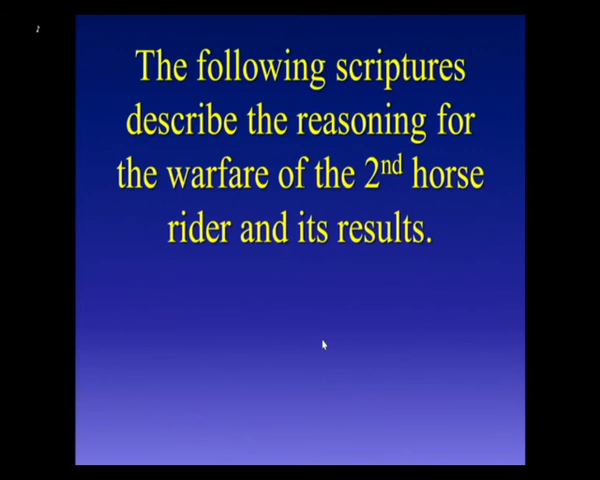 The following scriptures
describe the reasoning for
the warfare of the 2nd horse
rider and its results.